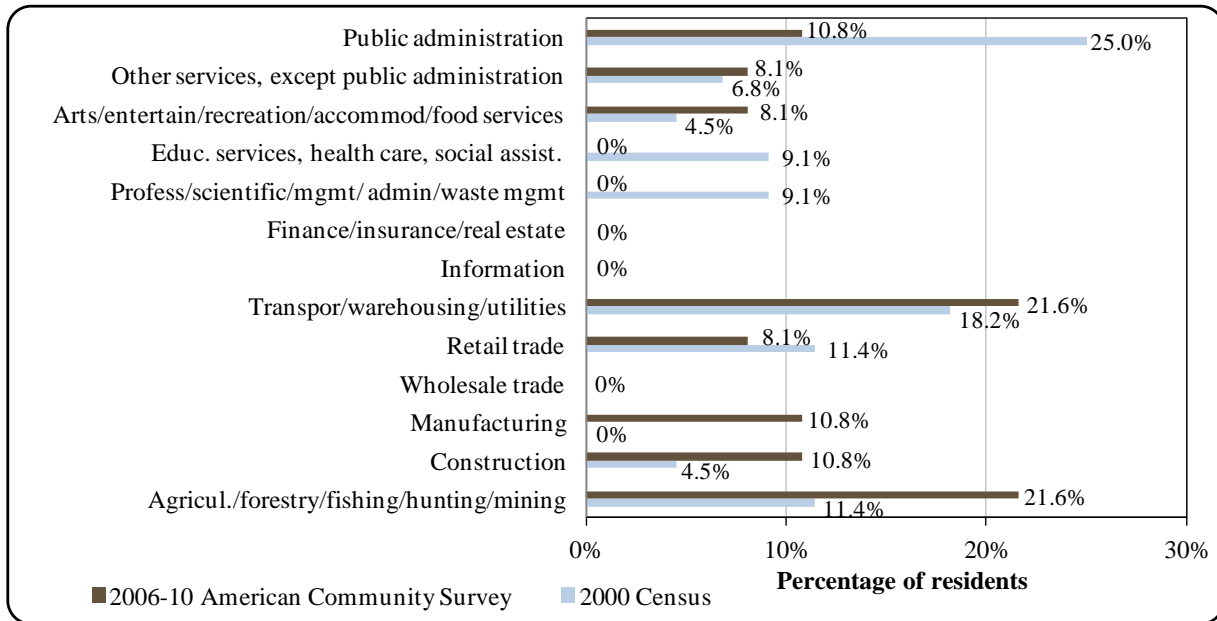 Public administration 10.8%
25.0%
Other services, except public administration 8.1%
6.8%
Arts/entertain/recreation/accommod/food services 8.1%
4.5%
Educ. services, health care, social assist. 0%
9.1%
Profess/scientific/mgmt/ admin/waste mgmt 0%
9.1%
Finance/insurance/real estate 0%
Information 0%
Transpor/warehousing/utilities 21.6%
18.2%
Retail trade 8.1%
11.4%
Wholesale trade 0%
Manufacturing 10.8%
0%
Construction 10.8%
4.5%
Agricul./forestry/fishing/hunting/mining 21.6%
11.4%
0% 10% 20% 30%
Percentage of residents
2006-10 American Community Survey 2000 Census